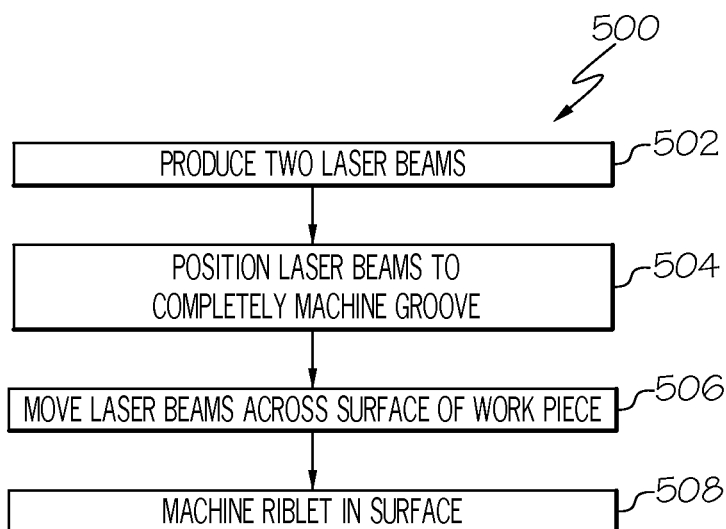 500
PRODUCE TWO LASER BEAMS
502
POSITION LASER BEAMS TO
COMPLETELY MACHINE GROOVE
504
MOVE LASER BEAMS ACROSS SURFACE OF WORK PIECE
506
MACHINE RIBLET IN SURFACE
508